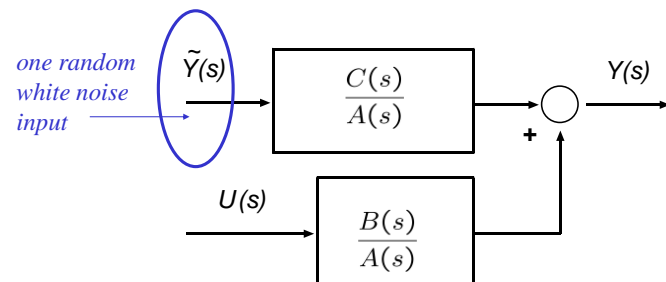 one random
white noise
input
Ỹ(s)
C(s)
A(s)
Y(s)
+
U(s)
B(s)
A(s)